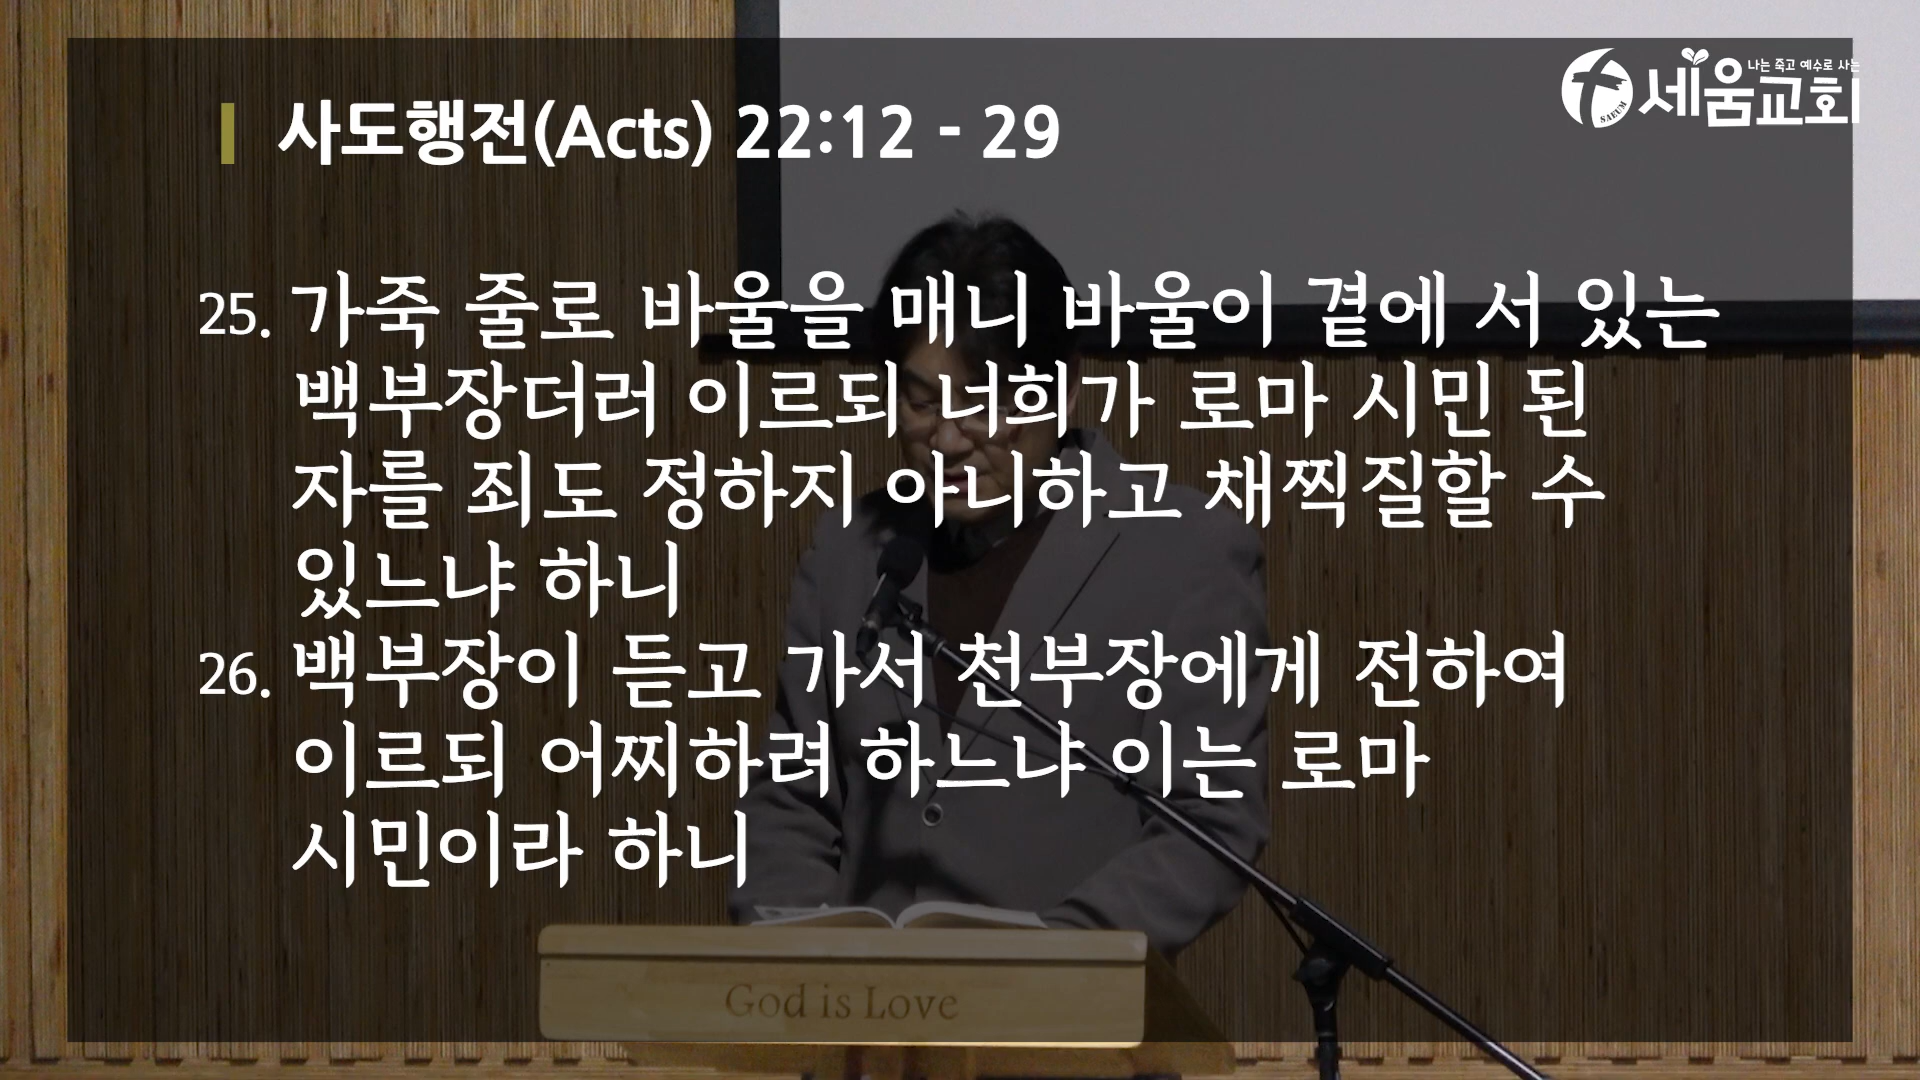 나는 죽고 예수로 사는
세움교회
SAEUM
사도행전(Acts) 22:12 - 29
25. 가죽 줄로 바울을 매니 바울이 곁에 서 있는
백부장더러 이르되 너희가 로마 시민 된
자를 죄도 정하지 아니하고 채찍질할 수
있느냐 하니
26. 백부장이 듣고 가서 천부장에게 전하여
이르되 어찌하려 하느냐 이는 로마
시민이라 하니
God is Love